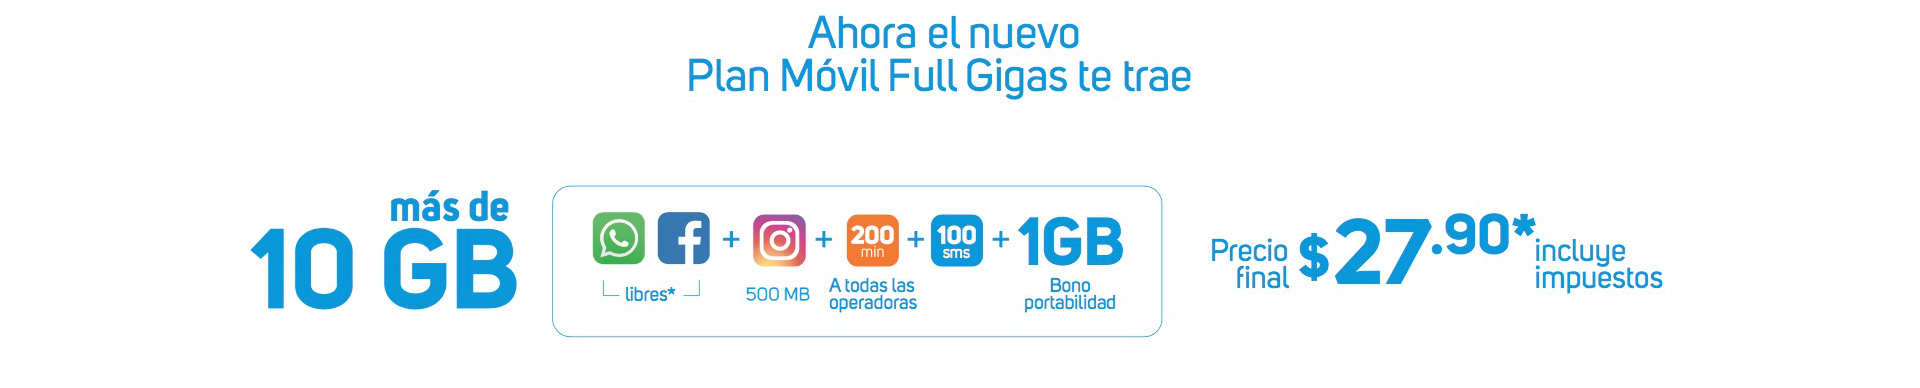 Ahora el nuevo
Plan Móvil Full Gigas te trae
más de
10 GB
+ + 200 min + 100 sms + 1GB
libres*
500 MB
A todas las
operadoras
Bono
portabilidad
Precio
final
$27.90*
incluye
impuestos